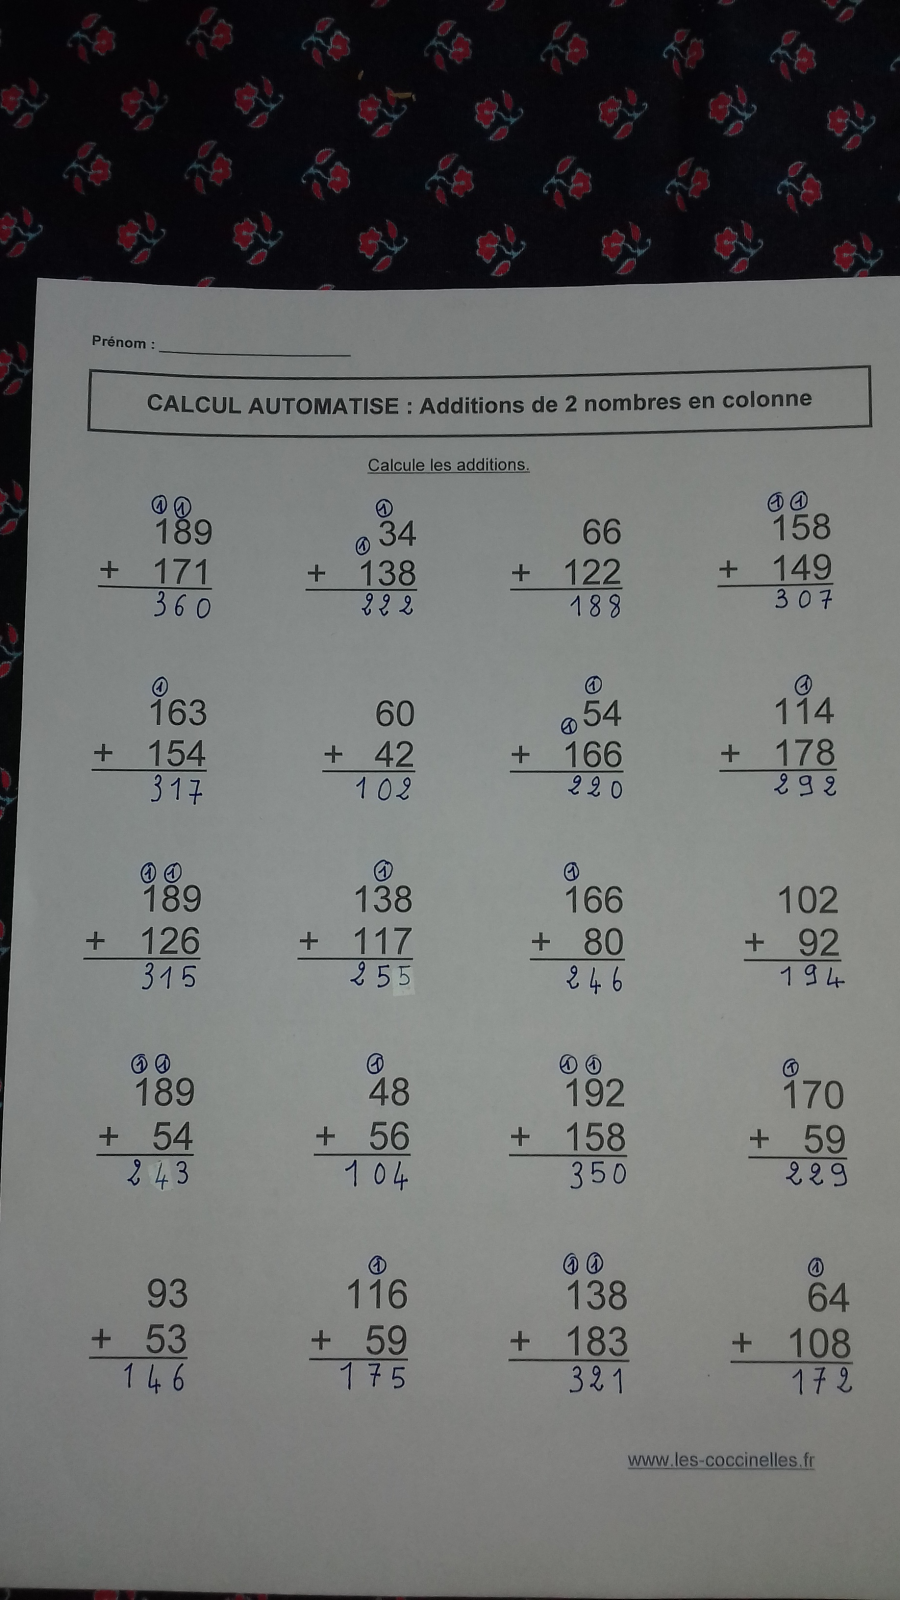 Prénom :
CALCUL AUTOMATISE : Additions de 2 nombres en colonne
Calcule les additions.
1 1 1 1 1
189 1 34 66 158
+ 171 + 138 + 122 + 149
360 222 188 307
1 1 1
163 60 1 54 114
+ 154 + 42 + 166 + 178
317 102 220 292
1 1 1 1
189 138 166 102
+ 126 + 117 + 80 + 92
315 255 246 194
1 1 1 1 1 1
189 48 192 170
+ 54 + 56 + 158 + 59
243 104 350 229
1 1 1 1
93 116 138 64
+ 53 + 59 + 183 + 108
146 175 321 172
www.les-coccinelles.fr